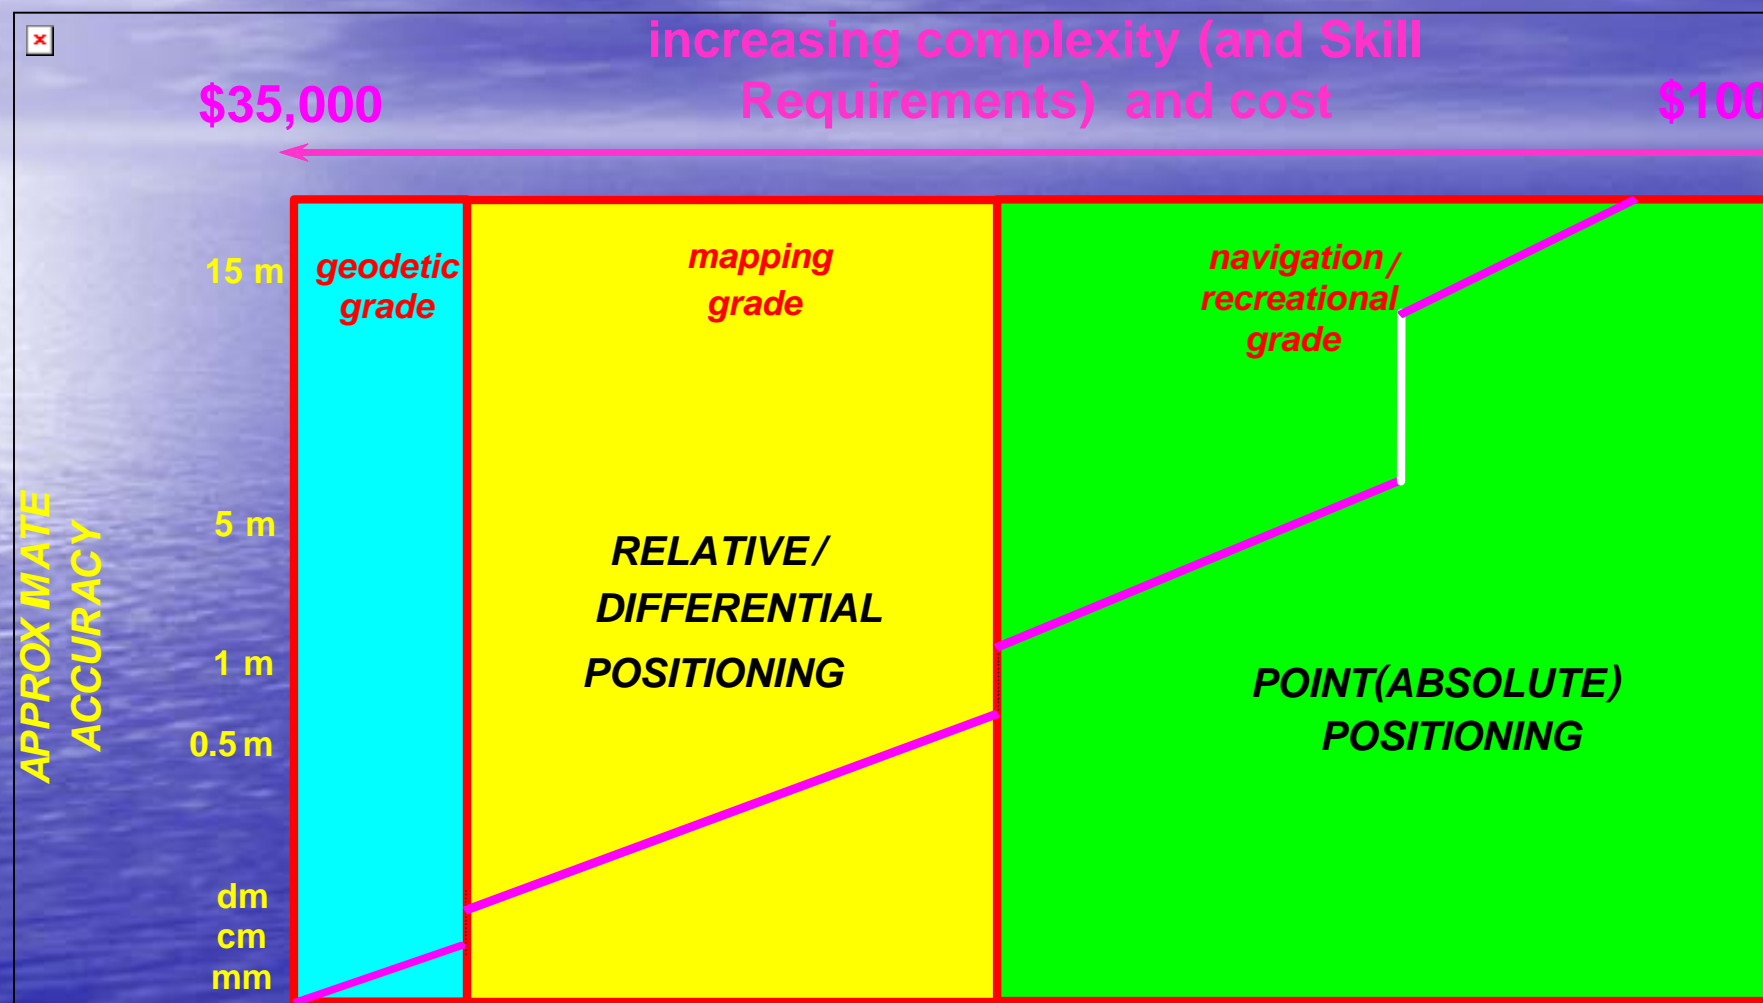 increasing complexity (and Skill
Requirements) and cost
$35,000
$100
15 m
geodetic
grade
mapping
grade
navigation/
recreational
grade
5 m
1 m
0.5 m
dm
cm
mm
APPROX MATE
ACCURACY
RELATIVE/
DIFFERENTIAL
POSITIONING
POINT(ABSOLUTE)
POSITIONING